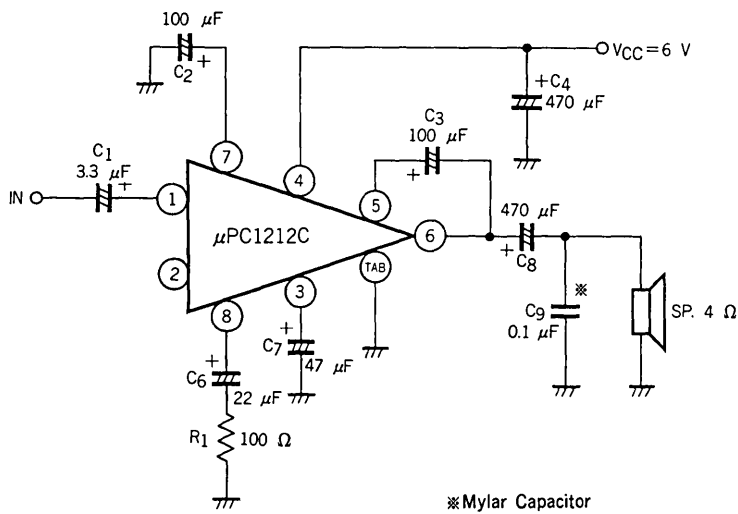 100 μF
C2
+
VCC=6 V
+C4
470 μF
C3
100 μF
+
C1
3.3 μF
+
IN
7
4
5
1
μPC1212C
6
470 μF
+
C8
2
TAB
3
8
※
C9
0.1 μF
SP. 4 Ω
+
C7
47 μF
+
C6
22 μF
R1
100 Ω
※Mylar Capacitor